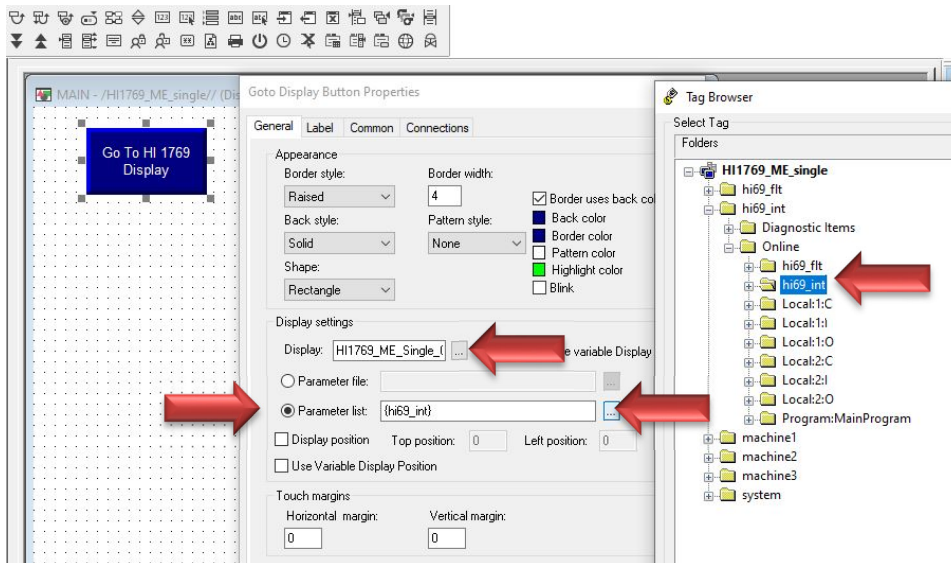 MAIN - /HI1769_ME_single// (Dis
Go To HI 1769
Display
Goto Display Button Properties
General Label Common Connections
Appearance
Border style:
Border width:
Raised
4
Border uses back col
Back style:
Pattern style:
Back color
Solid
None
Border color
Pattern color
Shape:
Highlight color
Rectangle
Blink
Display settings
Display: HI1769_ME_Single_( ...
e variable Display
Parameter file: ...
Parameter list: {hi69_int} ...
Display position Top position: 0 Left position: 0
Use Variable Display Position
Touch margins
Horizontal margin: Vertical margin:
0 0
Tag Browser
Select Tag
Folders
HI1769_ME_single
hi69_flt
hi69_int
Diagnostic Items
Online
hi69_flt
hi69_int
Local:1:C
Local:1:I
Local:1:O
Local:2:C
Local:2:I
Local:2:O
Program:MainProgram
machine1
machine2
machine3
system